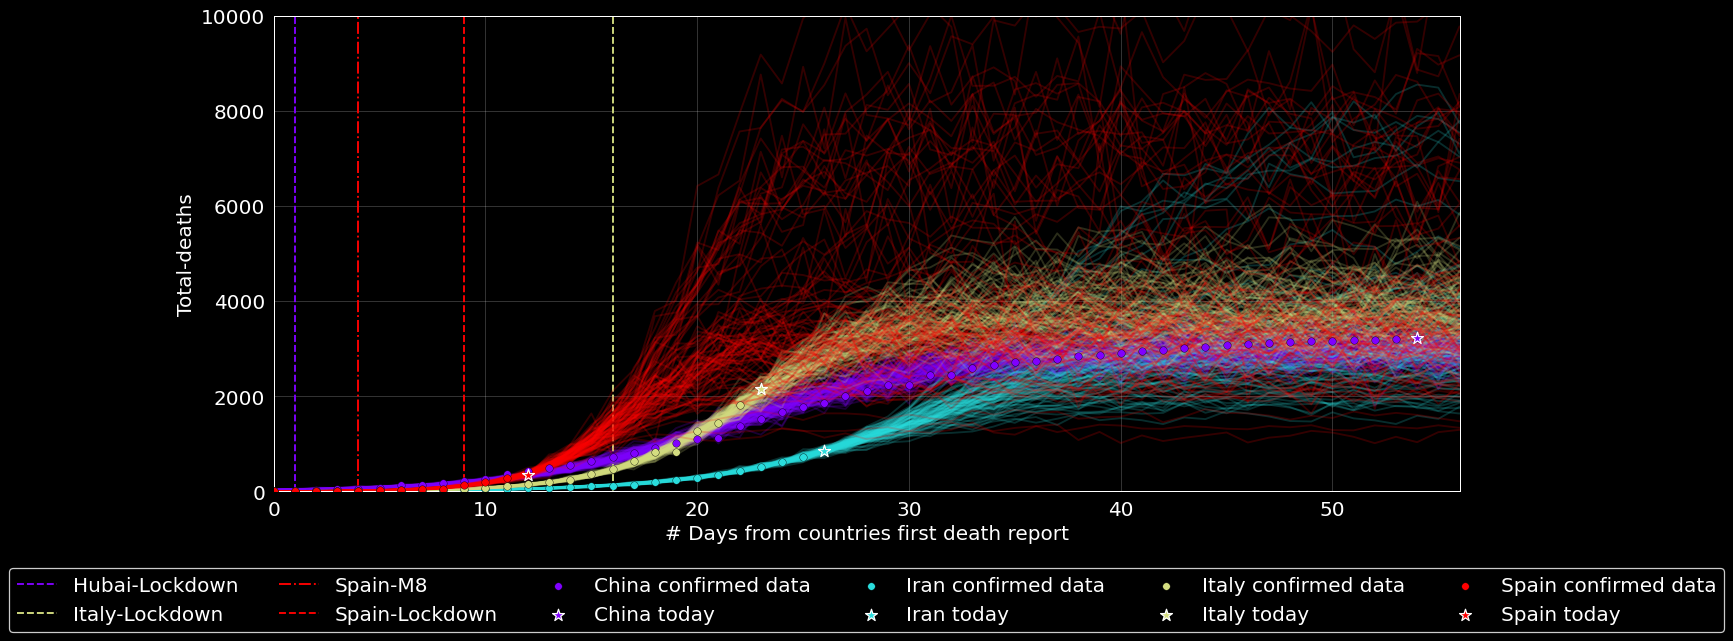 10000
8000
6000
4000
2000
0
Total-deaths
0 10 20 30 40 50
# Days from countries first death report
Hubai-Lockdown Spain-M8 China confirmed data Iran confirmed data Italy confirmed data Spain confirmed data
Italy-Lockdown Spain-Lockdown China today Iran today Italy today Spain today